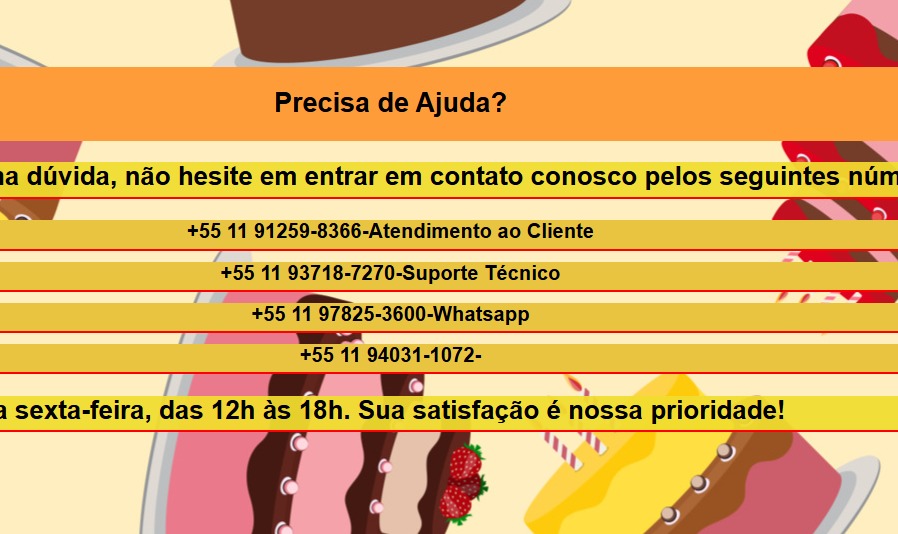 Precisa de Ajuda?
dúvida, não hesite em entrar em contato conosco pelos seguintes
+55 11 91259-8366-Atendimento ao Cliente
+55 11 93718-7270-Suporte Técnico
+55 11 97825-3600-Whatsapp
+55 11 94031-1072-
a sexta-feira, das 12h às 18h. Sua satisfação é nossa prioridade!